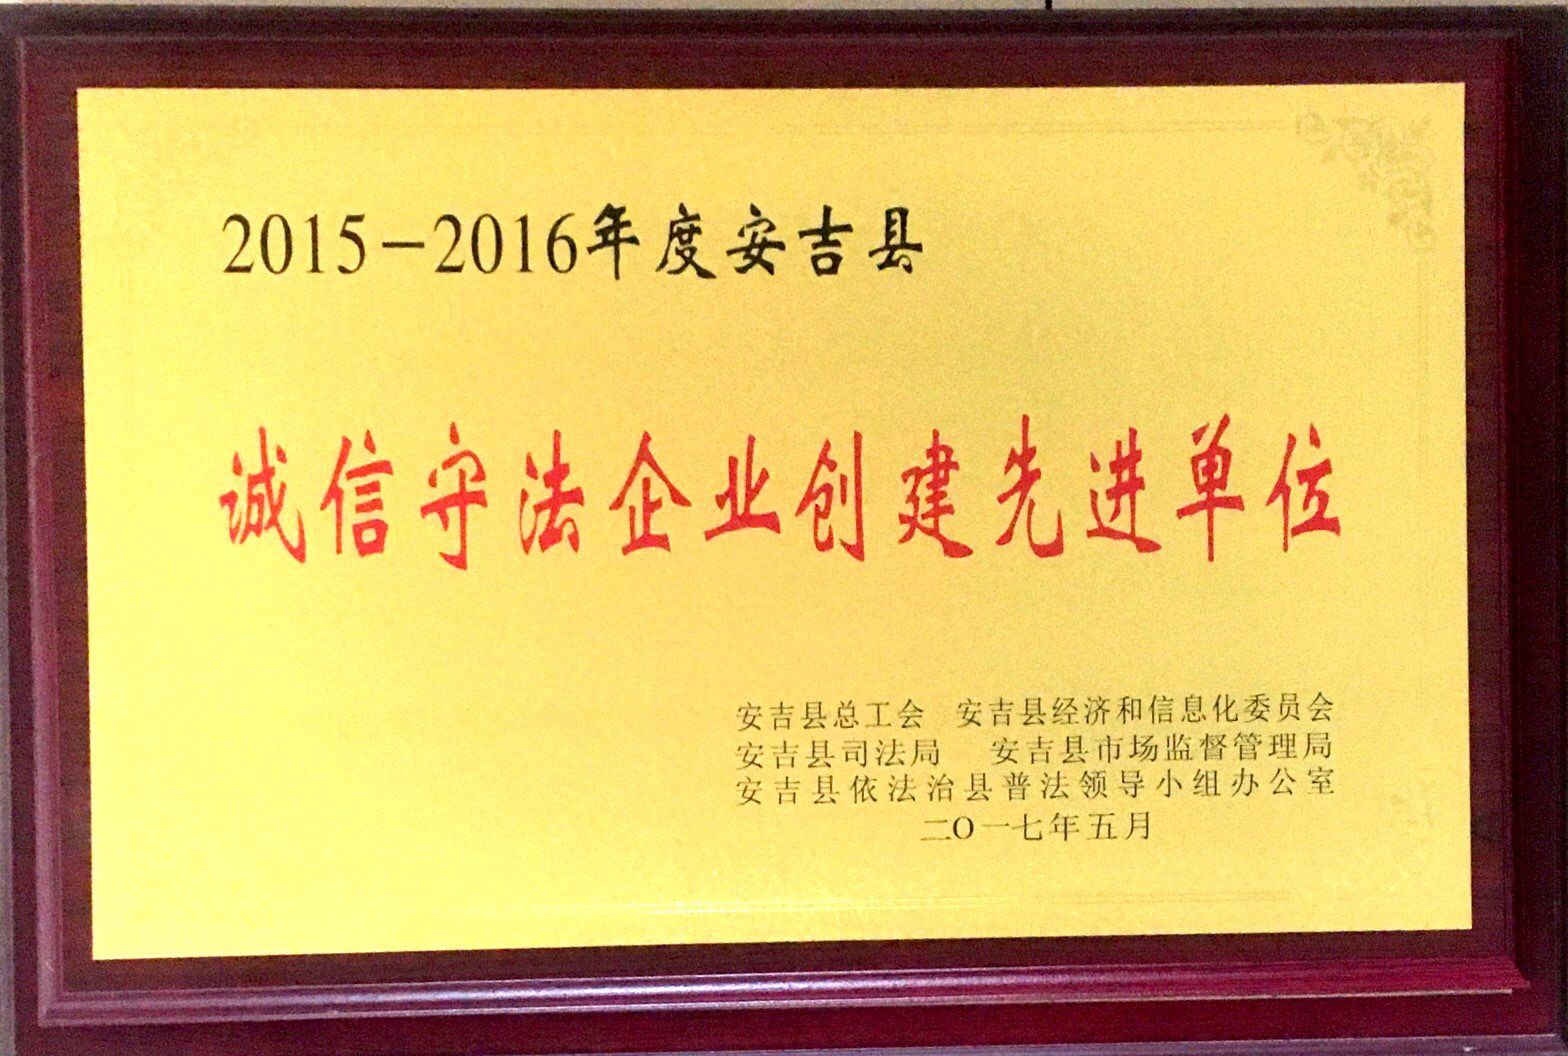 2015-2016年度安吉县
诚信守法企业创建先进单位
安吉县总工会 安吉县经济和信息化委员会
安吉县司法局 安吉县市场监督管理局
安吉县依法治县普法领导小组办公室
二〇一七年五月